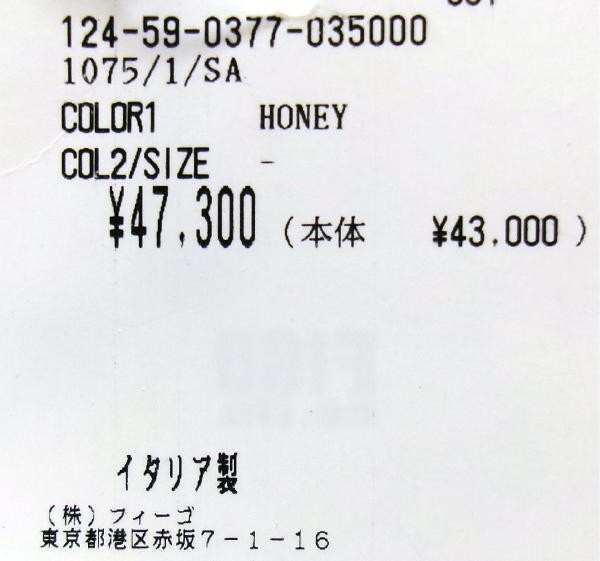 124-59-0377-035000
1075/1/SA
COLOR1 HONEY
COL2/SIZE -
¥47,300 (本体 ¥43,000)
イタリア製
(株)フィーゴ
東京都港区赤坂7-1-16